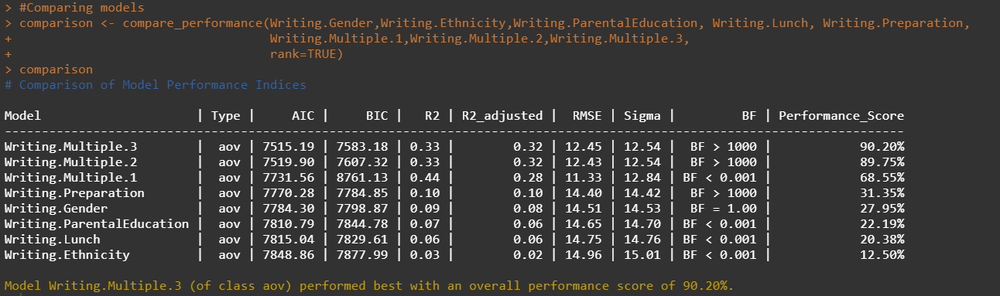 > #Comparing models
> comparison <- compare_performance(Writing.Gender,Writing.Ethnicity,Writing.ParentalEducation, Writing.Lunch, Writing.Preparation,
+                                  Writing.Multiple.1,Writing.Multiple.2,Writing.Multiple.3,
+                                  rank=TRUE)
> comparison
# Comparison of Model Performance Indices
Model                     | Type |     AIC |     BIC |   R2 | R2_adjusted |  RMSE | Sigma |         BF | Performance_Score
---------------------------------------------------------------------------------------------------------------------
Writing.Multiple.3        |  aov | 7515.19 | 7583.18 | 0.33 |        0.32 | 12.45 | 12.54 |  BF > 1000 |            90.20%
Writing.Multiple.2        |  aov | 7519.90 | 7607.32 | 0.33 |        0.32 | 12.43 | 12.54 |  BF > 1000 |            89.75%
Writing.Multiple.1        |  aov | 7731.56 | 8761.13 | 0.44 |        0.28 | 11.33 | 12.84 | BF < 0.001 |            68.55%
Writing.Preparation       |  aov | 7770.28 | 7784.85 | 0.10 |        0.10 | 14.40 | 14.42 |  BF > 1000 |            31.35%
Writing.Gender            |  aov | 7784.30 | 7798.87 | 0.09 |        0.08 | 14.51 | 14.53 |  BF = 1.00 |            27.95%
Writing.ParentalEducation |  aov | 7810.79 | 7844.78 | 0.07 |        0.06 | 14.65 | 14.70 | BF < 0.001 |            22.19%
Writing.Lunch             |  aov | 7815.04 | 7829.61 | 0.06 |        0.06 | 14.75 | 14.76 | BF < 0.001 |            20.38%
Writing.Ethnicity         |  aov | 7848.86 | 7877.99 | 0.03 |        0.02 | 14.96 | 15.01 | BF < 0.001 |            12.50%
Model Writing.Multiple.3 (of class aov) performed best with an overall performance score of 90.20%.